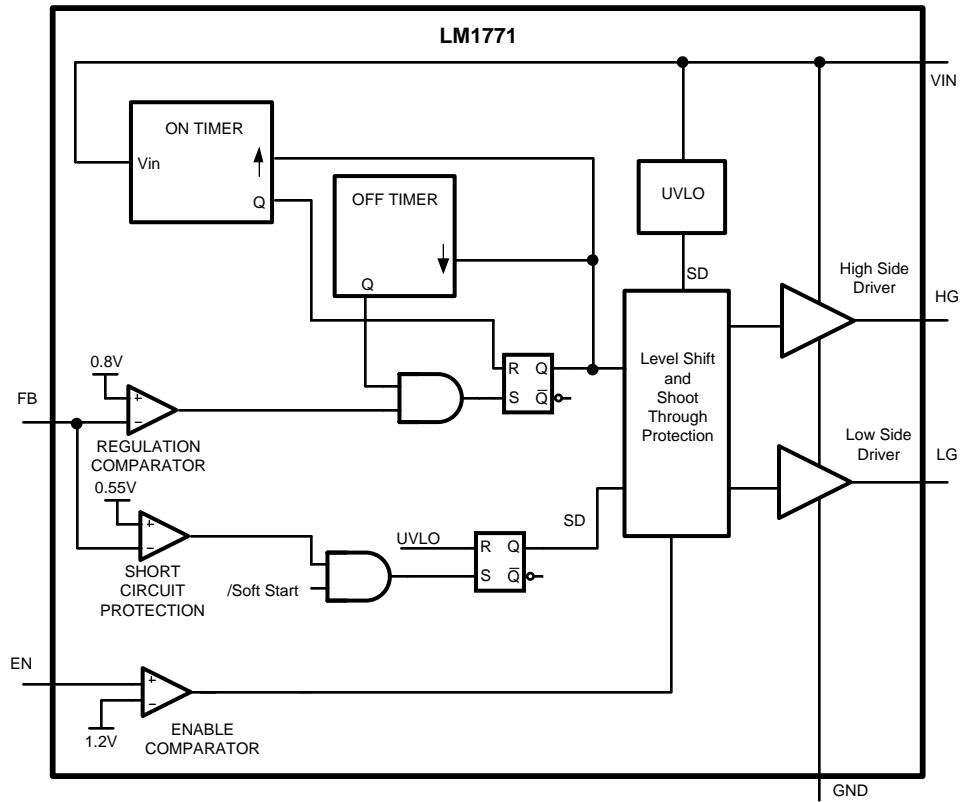 LM1771
VIN
ON TIMER
Vin
Q
OFF TIMER
Q
UVLO
SD
High Side
Driver
HG
0.8V
FB
+
−
REGULATION
COMPARATOR
R Q
S Q̅
Level Shift
and
Shoot
Through
Protection
Low Side
Driver
LG
0.55V
+
−
SHORT
CIRCUIT
PROTECTION
/Soft Start
UVLO
R Q
S Q̅
SD
EN
+
−
1.2V
ENABLE
COMPARATOR
GND